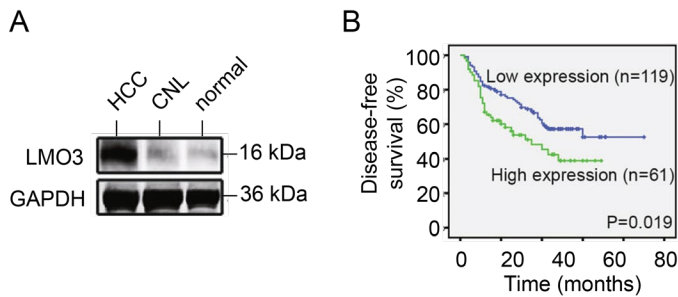 A
HCC
CNL
normal
LMO3
16 kDa
GAPDH
36 kDa
B
Disease-free
survival (%)
100
80
60
40
20
0
Low expression (n=119)
High expression (n=61)
P=0.019
0 20 40 60 80
Time (months)